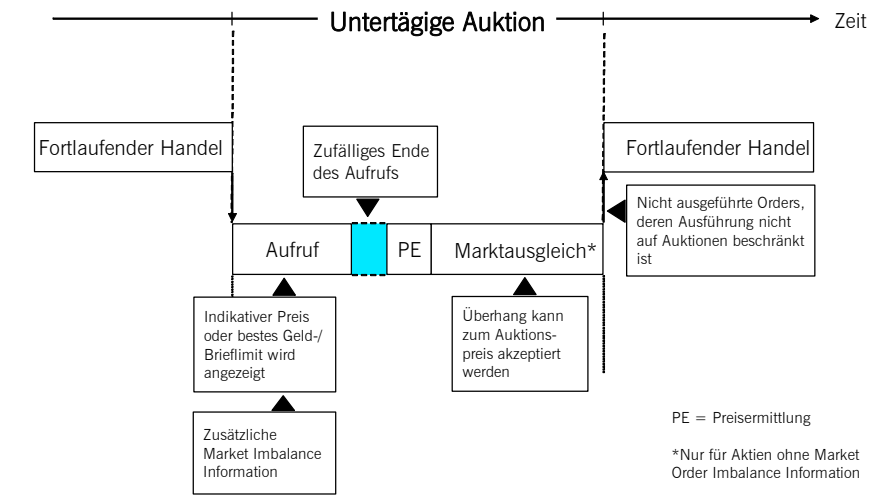 Untertägige Auktion
Zeit
Fortlaufender Handel
Zufälliges Ende
des Aufrufs
Fortlaufender Handel
Nicht ausgeführte Orders,
deren Ausführung nicht
auf Auktionen beschränkt
ist
Aufruf
PE
Marktausgleich*
Indikativer Preis
oder bestes Geld-/
Brieflimit wird
angezeigt
Überhang kann
zum Auktions-
preis akzeptiert
werden
Zusätzliche
Market Imbalance
Information
PE = Preisermittlung
*Nur für Aktien ohne Market
Order Imbalance Information